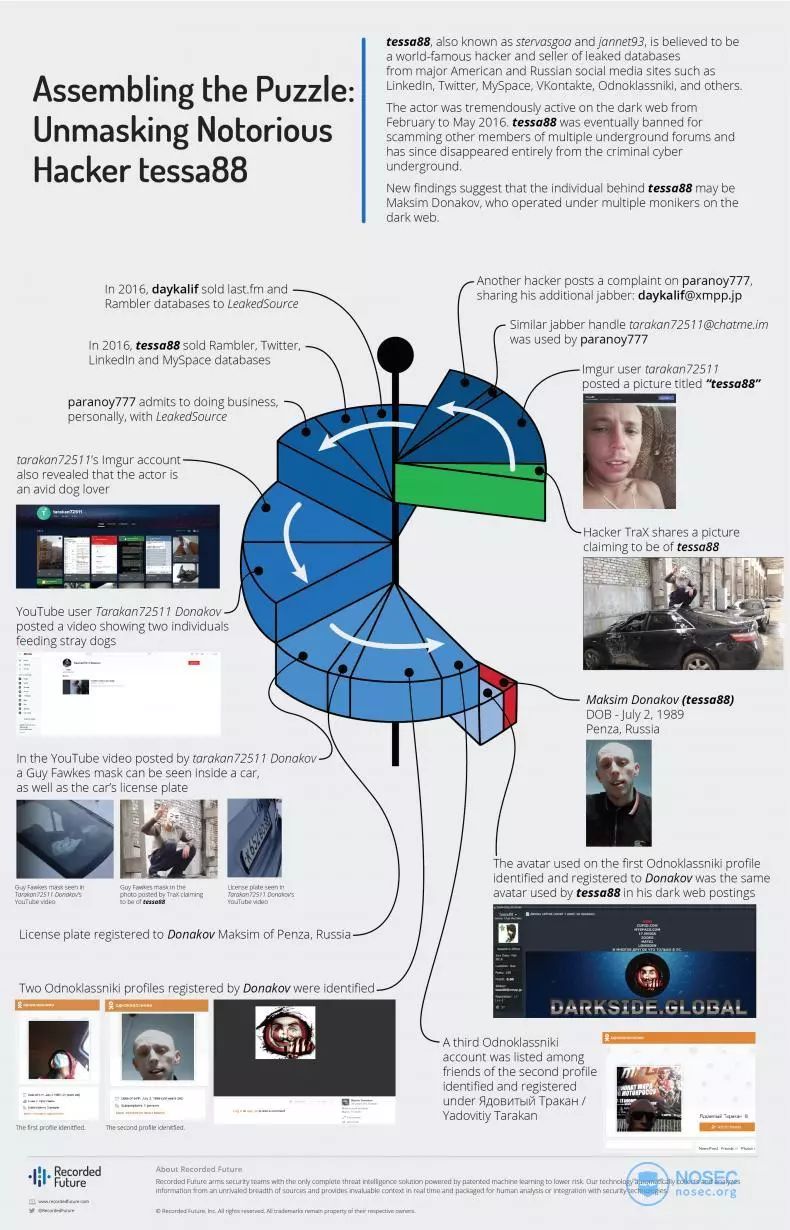 Assembling the Puzzle:
Unmasking Notorious
Hacker tessa88
tessa88, also known as stervasgoa and jannet93, is believed to be
a world-famous hacker and seller of leaked databases
from major American and Russian social media sites such as
LinkedIn, Twitter, MySpace, VKontakte, Odnoklassniki, and others.
The actor was tremendously active on the dark web from
February to May 2016. tessa88 was eventually banned for
scamming other members of multiple underground forums and
has since disappeared entirely from the criminal cyber
underground.
New findings suggest that the individual behind tessa88 may be
Maksim Donakov, who operated under multiple monikers on the
dark web.
In 2016, daykalif sold last.fm and
Rambler databases to LeakedSource
In 2016, tessa88 sold Rambler, Twitter,
LinkedIn and MySpace databases
paranoy777 admits to doing business,
personally, with LeakedSource
tarakan72511's Imgur account
also revealed that the actor is
an avid dog lover
tarakan72511
YouTube user Tarakan72511 Donakov
posted a video showing two individuals
feeding stray dogs
In the YouTube video posted by tarakan72511 Donakov
a Guy Fawkes mask can be seen inside a car,
as well as the car's license plate
Guy Fawkes mask seen in
Tarakan72511 Donakov's
YouTube video
Guy Fawkes mask in the
photo posted by TraX claiming
to be of tessa88
License plate seen in
Tarakan72511 Donakov's
YouTube video
License plate registered to Donakov Maksim of Penza, Russia
Two Odnoklassniki profiles registered by Donakov were identified
The first profile identified.
The second profile identified.
Another hacker posts a complaint on paranoy777,
sharing his additional jabber: daykalif@xmpp.jp
Similar jabber handle tarakan72511@chatme.im
was used by paranoy777
Imgur user tarakan72511
posted a picture titled “tessa88”
Hacker TraX shares a picture
claiming to be of tessa88
Maksim Donakov (tessa88)
DOB - July 2, 1989
Penza, Russia
The avatar used on the first Odnoklassniki profile
identified and registered to Donakov was the same
avatar used by tessa88 in his dark web postings
DARKSIDE.GLOBAL
A third Odnoklassniki
account was listed among
friends of the second profile
identified and registered
under Ядовитый Тракан /
Yadovitiy Tarakan
Recorded
Future
www.recordedfuture.com
@RecordedFuture
About Recorded Future
Recorded Future arms security teams with the only complete threat intelligence solution powered by patented machine learning to lower risk. Our technology automatically collects and analyzes
information from an unrivaled breadth of sources and provides invaluable context in real time and packaged for human analysis or integration with security technologies.
© Recorded Future, Inc. All rights reserved. All trademarks remain property of their respective owners.
NOSEC
nosec.org